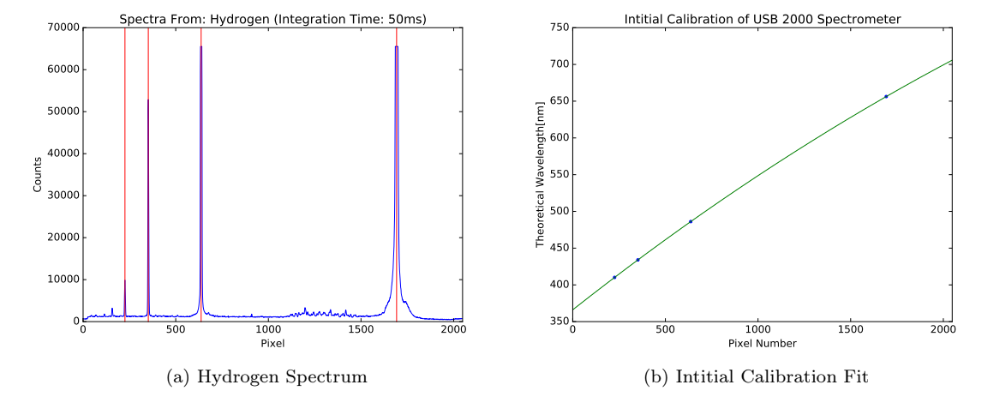 Spectra From: Hydrogen (Integration Time: 50ms)
70000
60000
50000
40000
30000
20000
10000
0
Counts
0 500 1000 1500 2000
Pixel
(a) Hydrogen Spectrum
Intitial Calibration of USB 2000 Spectrometer
750
700
650
600
550
500
450
400
350
Theoretical Wavelength[nm]
0 500 1000 1500 2000
Pixel Number
(b) Intitial Calibration Fit